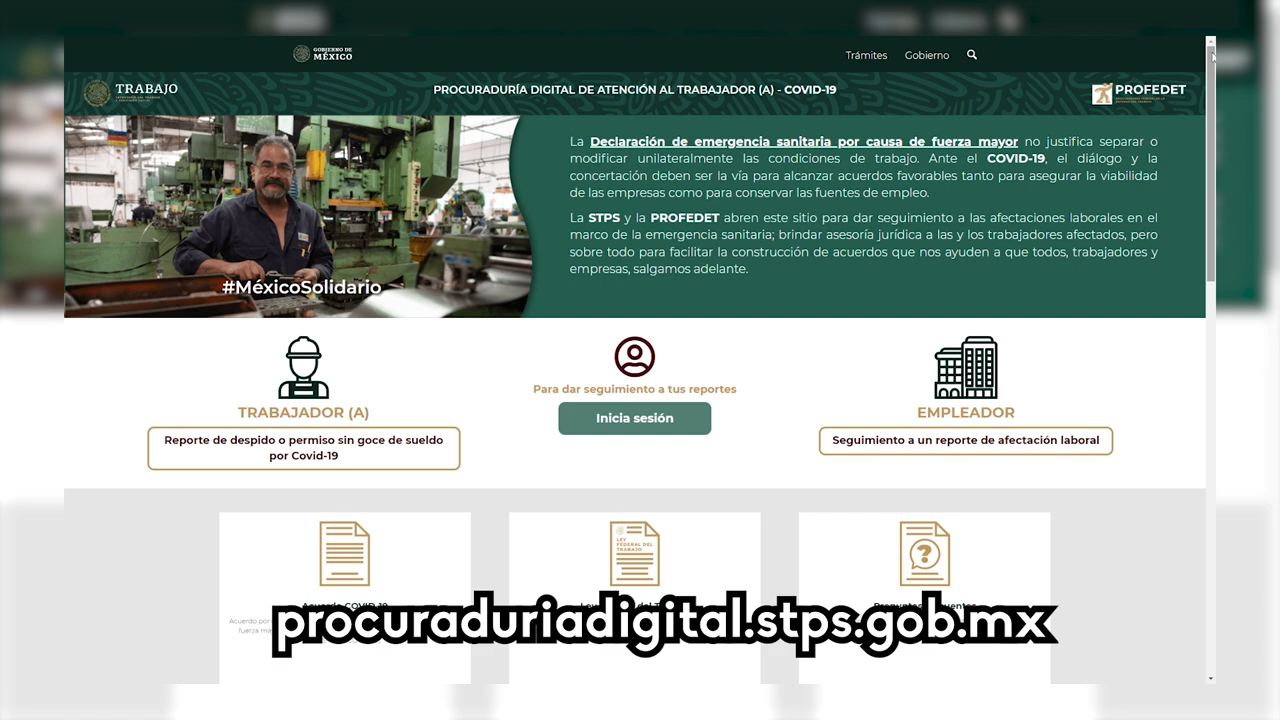 GOBIERNO DE
MÉXICO
Trámites
Gobierno
TRABAJO
PROCURADURÍA DIGITAL DE ATENCIÓN AL TRABAJADOR (A) - COVID-19
PROFEDET
La Declaración de emergencia sanitaria por causa de fuerza mayor no justifica separar o
modificar unilateralmente las condiciones de trabajo. Ante el COVID-19, el diálogo y la
concertación deben ser la vía para alcanzar acuerdos favorables tanto para asegurar la viabilidad
de las empresas como para conservar las fuentes de empleo.
La STPS y la PROFEDET abren este sitio para dar seguimiento a las afectaciones laborales en el
marco de la emergencia sanitaria; brindar asesoría jurídica a las y los trabajadores afectados, pero
sobre todo para facilitar la construcción de acuerdos que nos ayuden a que todos, trabajadores y
empresas, salgamos adelante.
#MéxicoSolidario
TRABAJADOR (A)
Reporte de despido o permiso sin goce de sueldo
por Covid-19
Para dar seguimiento a tus reportes
Inicia sesión
EMPLEADOR
Seguimiento a un reporte de afectación laboral
LEY
FEDERAL DEL
TRABAJO
Acuerdo por
fuerza
procuraduriadigital.stps.gob.mx